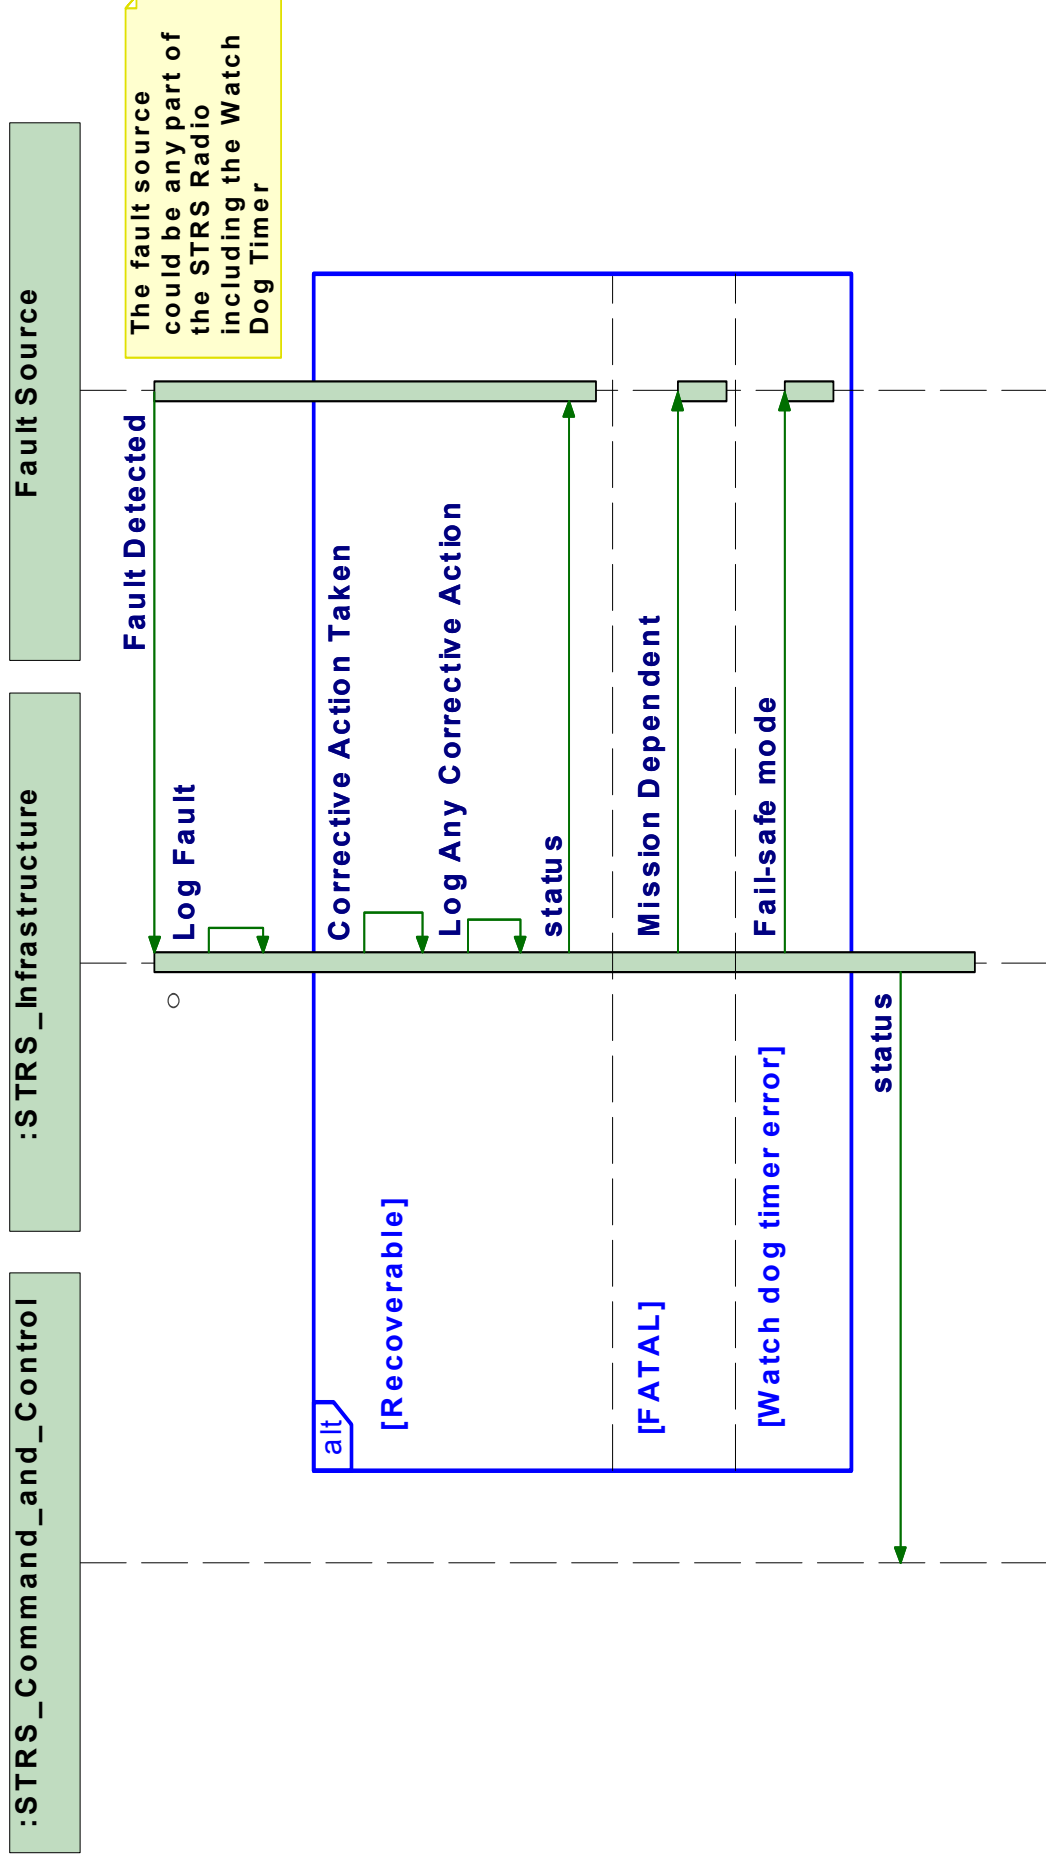 :STRS_Command_and_Control
:STRS_Infrastructure
Fault Source
The fault source
could be any part of
the STRS Radio
including the Watch
Dog Timer
Fault Detected
Log Fault
alt
[Recoverable]
Corrective Action Taken
Log Any Corrective Action
status
[FATAL]
Mission Dependent
[Watch dog timer error]
Fail-safe mode
status